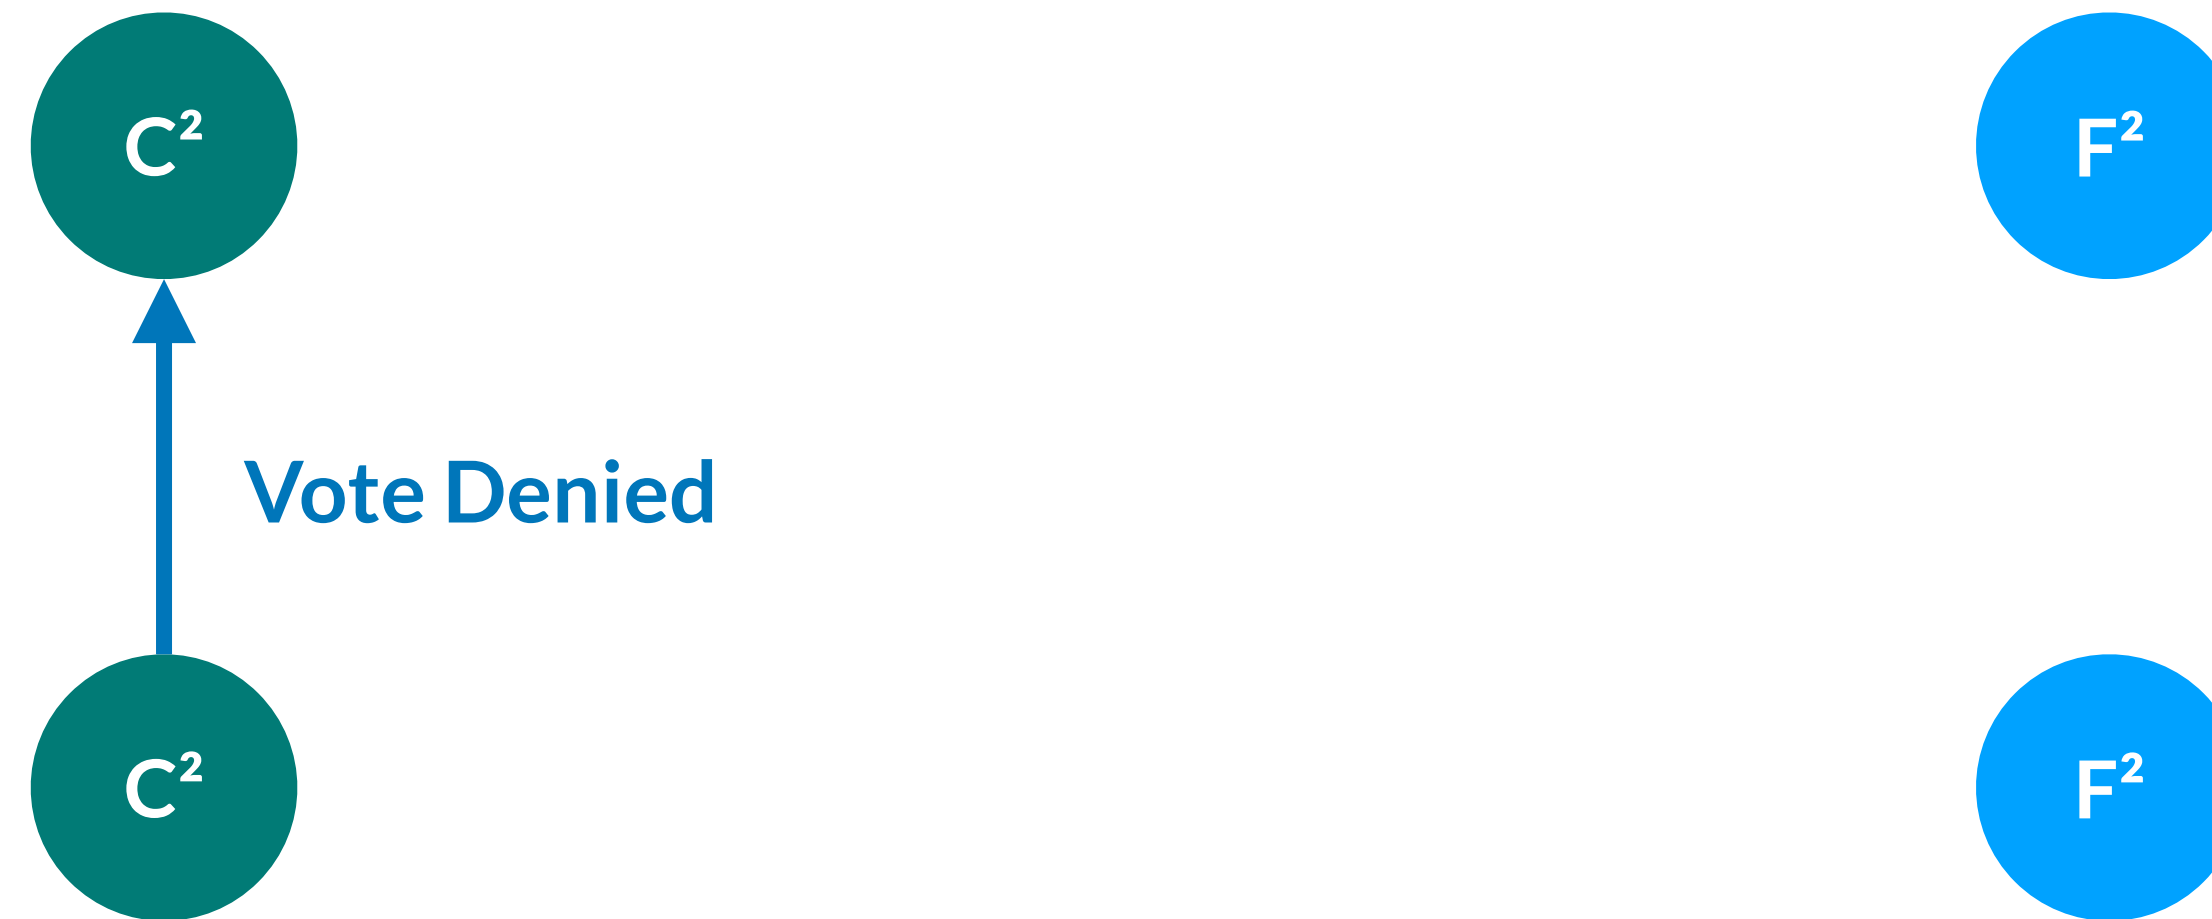 C²
F²
Vote Denied
C²
F²